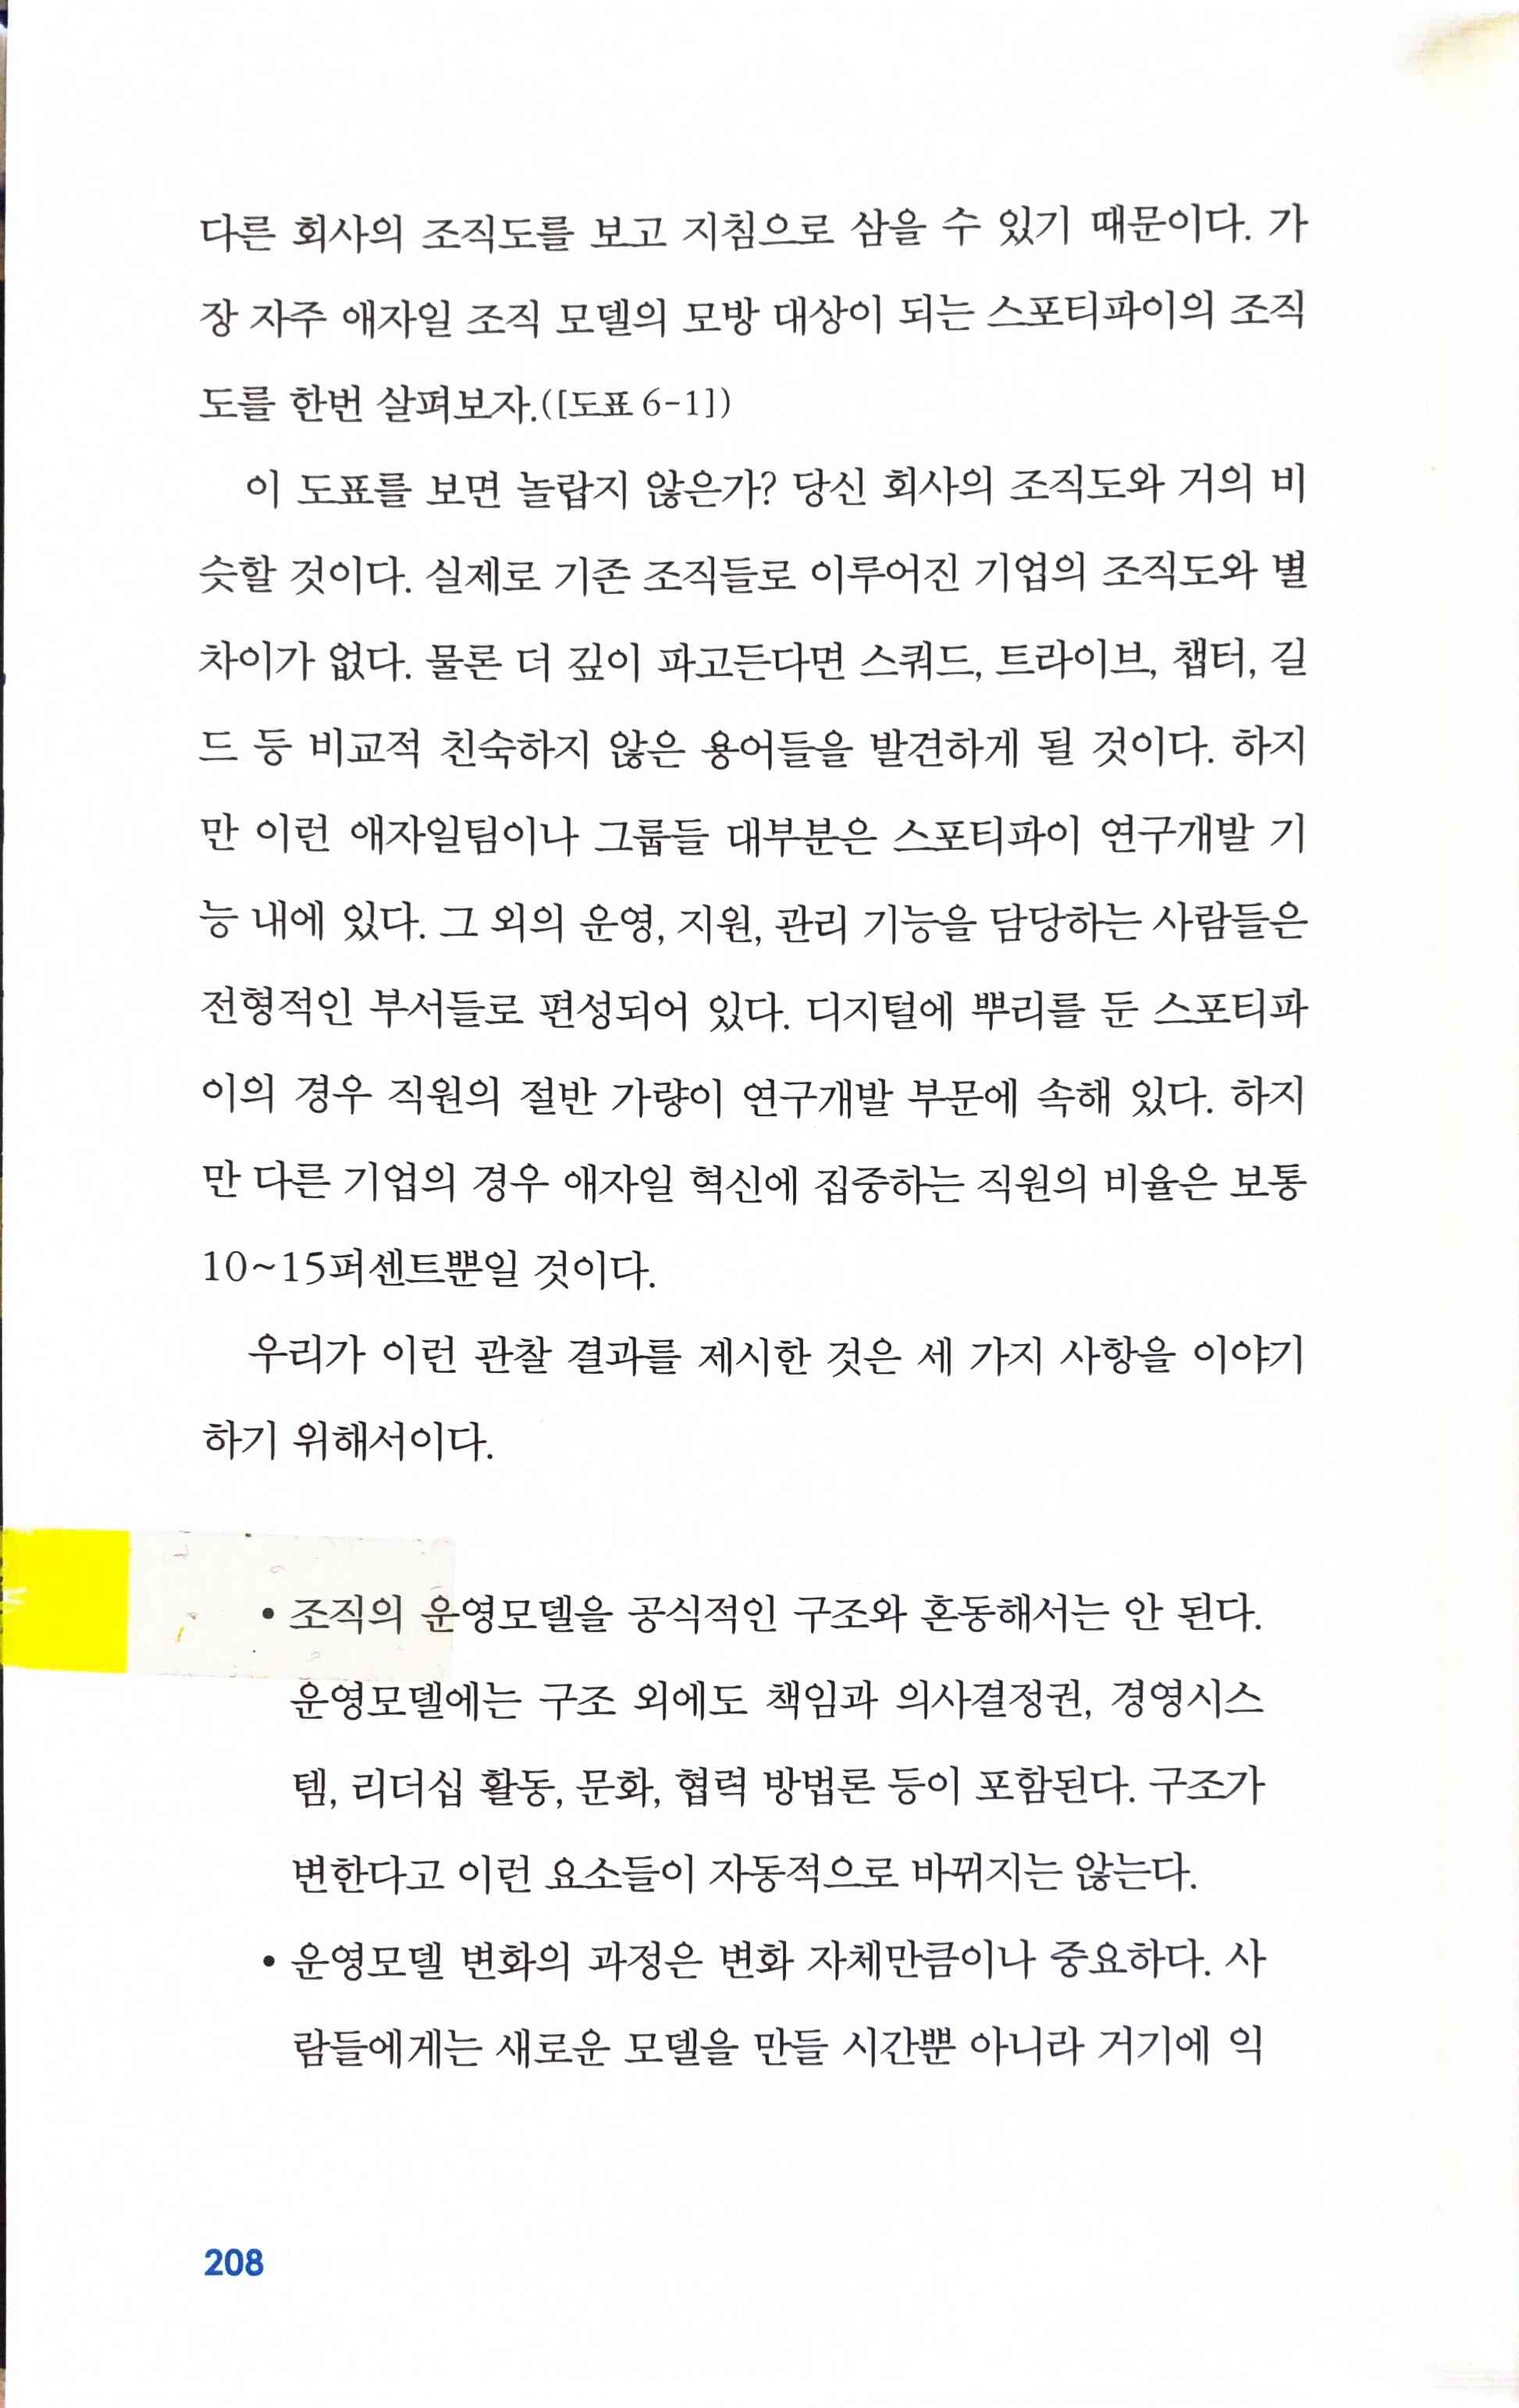 다른 회사의 조직도를 보고 지침으로 삼을 수 있기 때문이다. 가
장 자주 애자일 조직 모델의 모방 대상이 되는 스포티파이의 조직
도를 한번 살펴보자.([도표 6-1])
이 도표를 보면 놀랍지 않은가? 당신 회사의 조직도와 거의 비
슷할 것이다. 실제로 기존 조직들로 이루어진 기업의 조직도와 별
차이가 없다. 물론 더 깊이 파고든다면 스쿼드, 트라이브, 챕터, 길
드 등 비교적 친숙하지 않은 용어들을 발견하게 될 것이다. 하지
만 이런 애자일팀이나 그룹들 대부분은 스포티파이 연구개발 기
능 내에 있다. 그 외의 운영, 지원, 관리 기능을 담당하는 사람들은
전형적인 부서들로 편성되어 있다. 디지털에 뿌리를 둔 스포티파
이의 경우 직원의 절반 가량이 연구개발 부문에 속해 있다. 하지
만 다른 기업의 경우 애자일 혁신에 집중하는 직원의 비율은 보통
10~15퍼센트뿐일 것이다.
우리가 이런 관찰 결과를 제시한 것은 세 가지 사항을 이야기
하기 위해서이다.
• 조직의 운영모델을 공식적인 구조와 혼동해서는 안 된다.
운영모델에는 구조 외에도 책임과 의사결정권, 경영시스
템, 리더십 활동, 문화, 협력 방법론 등이 포함된다. 구조가
변한다고 이런 요소들이 자동적으로 바뀌지는 않는다.
• 운영모델 변화의 과정은 변화 자체만큼이나 중요하다. 사
람들에게는 새로운 모델을 만들 시간뿐 아니라 거기에 익
208